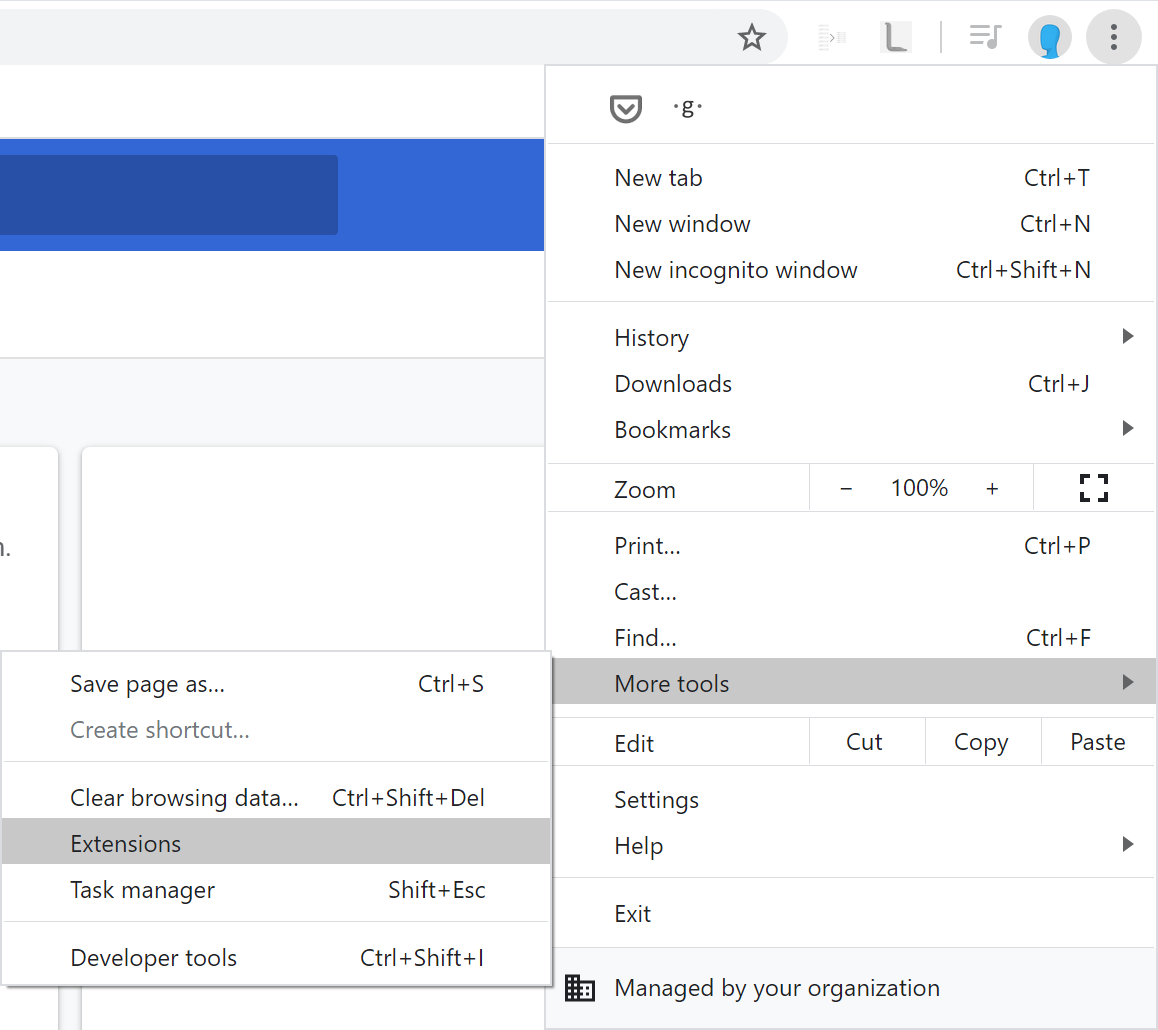 ·g·
New tab Ctrl+T
New window Ctrl+N
New incognito window Ctrl+Shift+N
History
Downloads Ctrl+J
Bookmarks
Zoom − 100% +
n.
Print... Ctrl+P
Cast...
Find... Ctrl+F
More tools
Save page as... Ctrl+S
Create shortcut...
Clear browsing data... Ctrl+Shift+Del
Extensions
Task manager Shift+Esc
Developer tools Ctrl+Shift+I
Edit Cut Copy Paste
Settings
Help
Exit
Managed by your organization